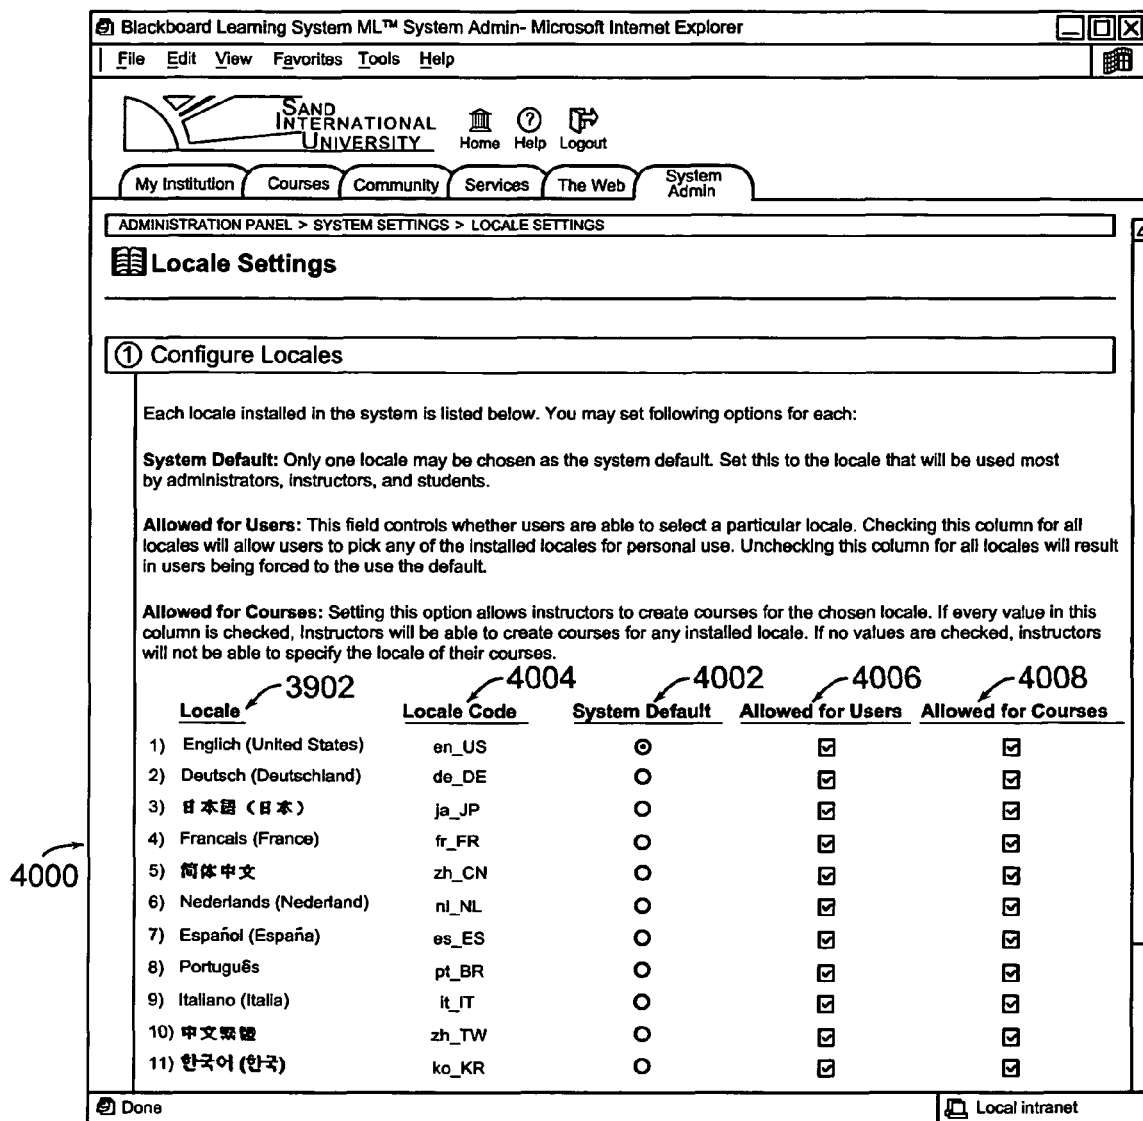 Blackboard Learning System ML™ System Admin- Microsoft Internet Explorer
File Edit View Favorites Tools Help
SAND
INTERNATIONAL
UNIVERSITY
Home Help Logout
My Institution Courses Community Services The Web System Admin
ADMINISTRATION PANEL > SYSTEM SETTINGS > LOCALE SETTINGS
Locale Settings
1 Configure Locales
Each locale installed in the system is listed below. You may set following options for each:
System Default: Only one locale may be chosen as the system default. Set this to the locale that will be used most
by administrators, instructors, and students.
Allowed for Users: This field controls whether users are able to select a particular locale. Checking this column for all
locales will allow users to pick any of the installed locales for personal use. Unchecking this column for all locales will result
in users being forced to the use the default.
Allowed for Courses: Setting this option allows instructors to create courses for the chosen locale. If every value in this
column is checked, Instructors will be able to create courses for any installed locale. If no values are checked, instructors
will not be able to specify the locale of their courses.
3902 4004 4002 4006 4008
Locale Locale Code System Default Allowed for Users Allowed for Courses
1) Englich (United States) en_US
2) Deutsch (Deutschland) de_DE
3) 日本語 (日本) ja_JP
4) Francais (France) fr_FR
5) 简体中文 zh_CN
6) Nederlands (Nederland) nl_NL
7) Español (España) es_ES
8) Português pt_BR
9) Italiano (Italia) it_IT
10) 中文繁體 zh_TW
11) 한국어 (한국) ko_KR
4000
Done Local intranet